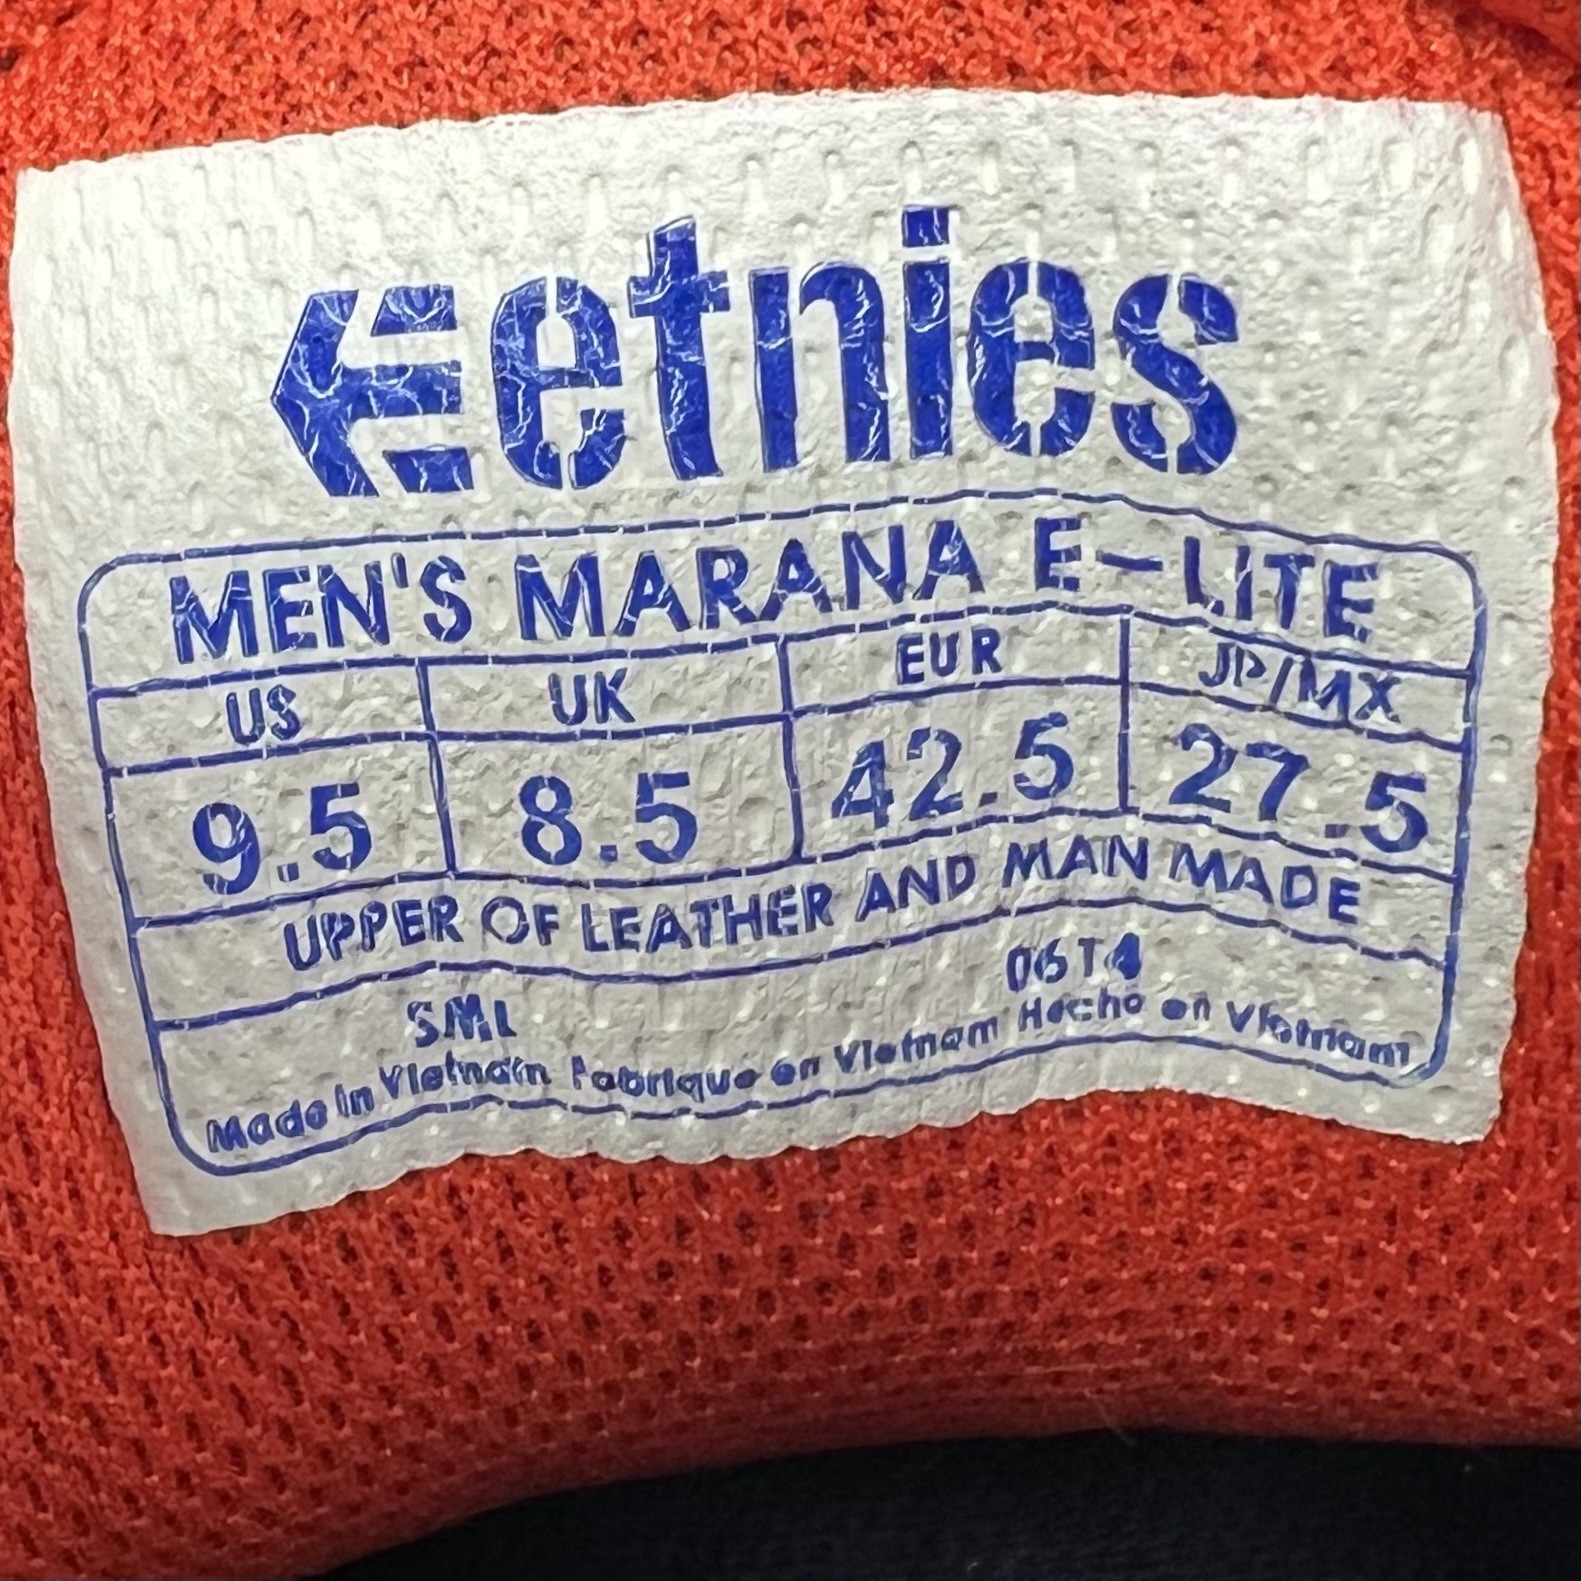 etnies
MEN'S MARANA E-LITE
US UK EUR JP/MX
9.5 8.5 42.5 27.5
UPPER OF LEATHER AND MAN MADE
SML 06T4
Made in Vietnam Fabrique en Vietnam Hecho en Vietnam